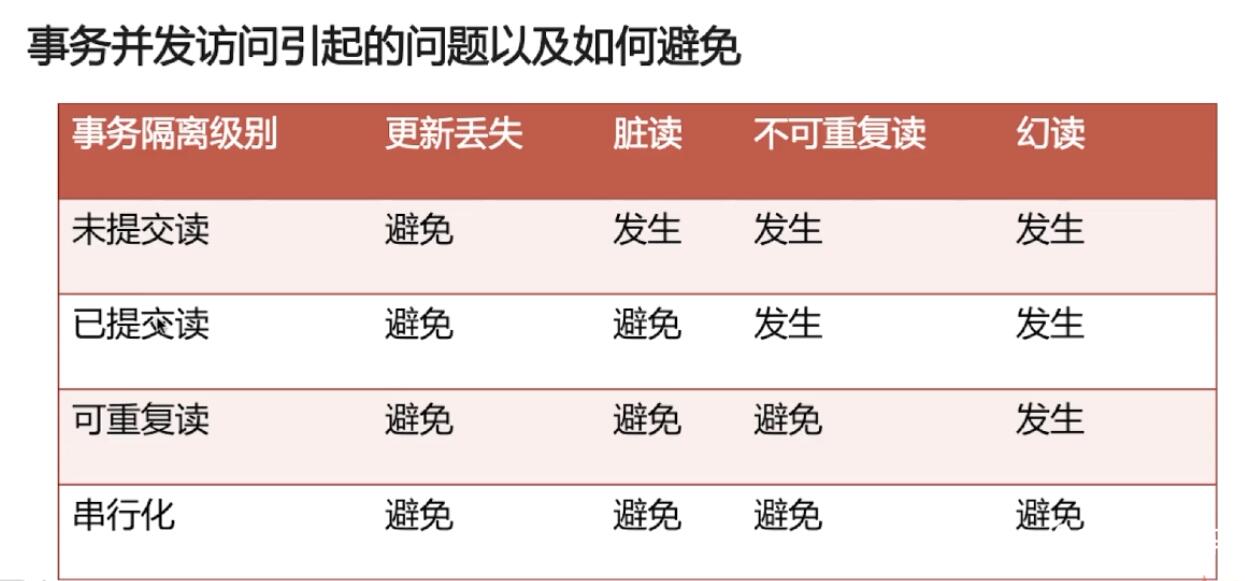 事务并发访问引起的问题以及如何避免
事务隔离级别 更新丢失 脏读 不可重复读 幻读
未提交读 避免 发生 发生 发生
已提交读 避免 避免 发生 发生
可重复读 避免 避免 避免 发生
串行化 避免 避免 避免 避免